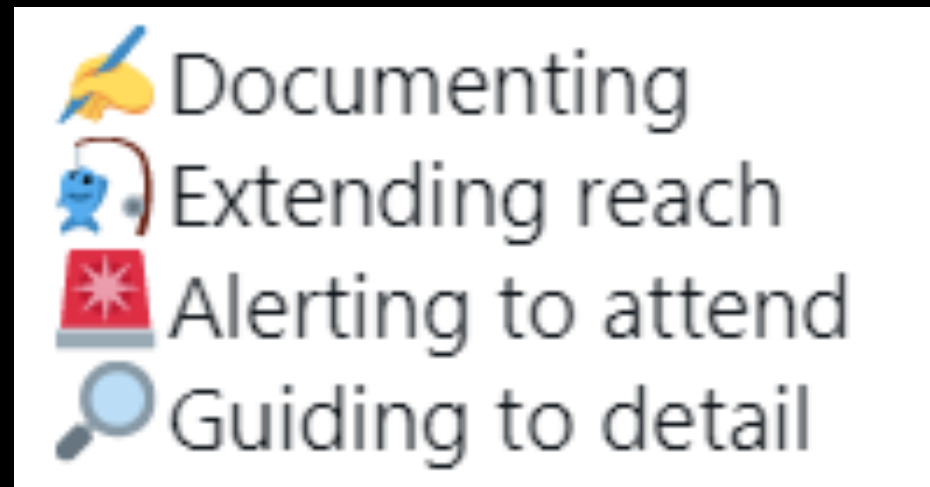 Documenting
Extending reach
Alerting to attend
Guiding to detail